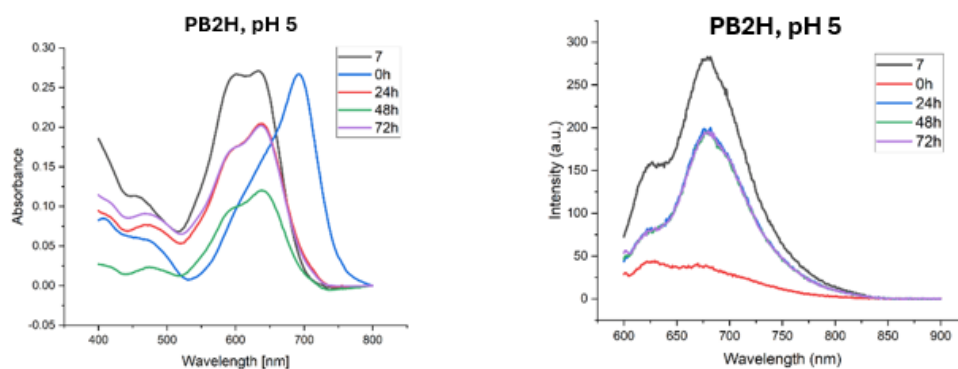 PB2H, pH 5
0.30
0.25
0.20
0.15
0.10
0.05
0.00
-0.05
Absorbance
7
0h
24h
48h
72h
400 500 600 700 800
Wavelength [nm]
PB2H, pH 5
300
250
200
150
100
50
0
Intensity (a.u.)
7
0h
24h
48h
72h
600 650 700 750 800 850 900
Wavelength (nm)